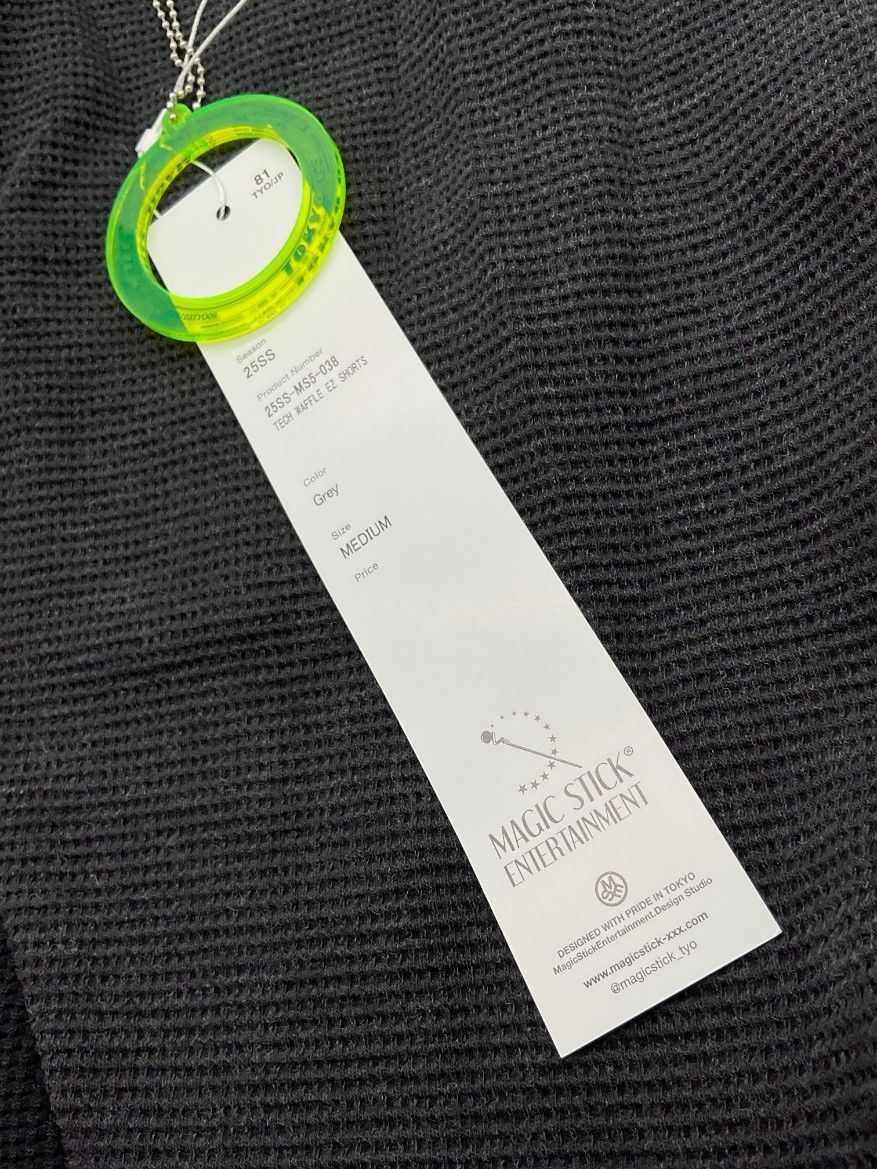 81
TYO/JP
TOKYO
Season
25SS
Product Number
25SS-MS5-038
TECH WAFFLE EZ SHORTS
Color
Grey
Size
MEDIUM
Price
MAGIC STICK®
ENTERTAINMENT
DESIGNED WITH PRIDE IN TOKYO
MagicStickEntertainment.Design Studio
www.magicstick-xxx.com
@magicstick_tyo